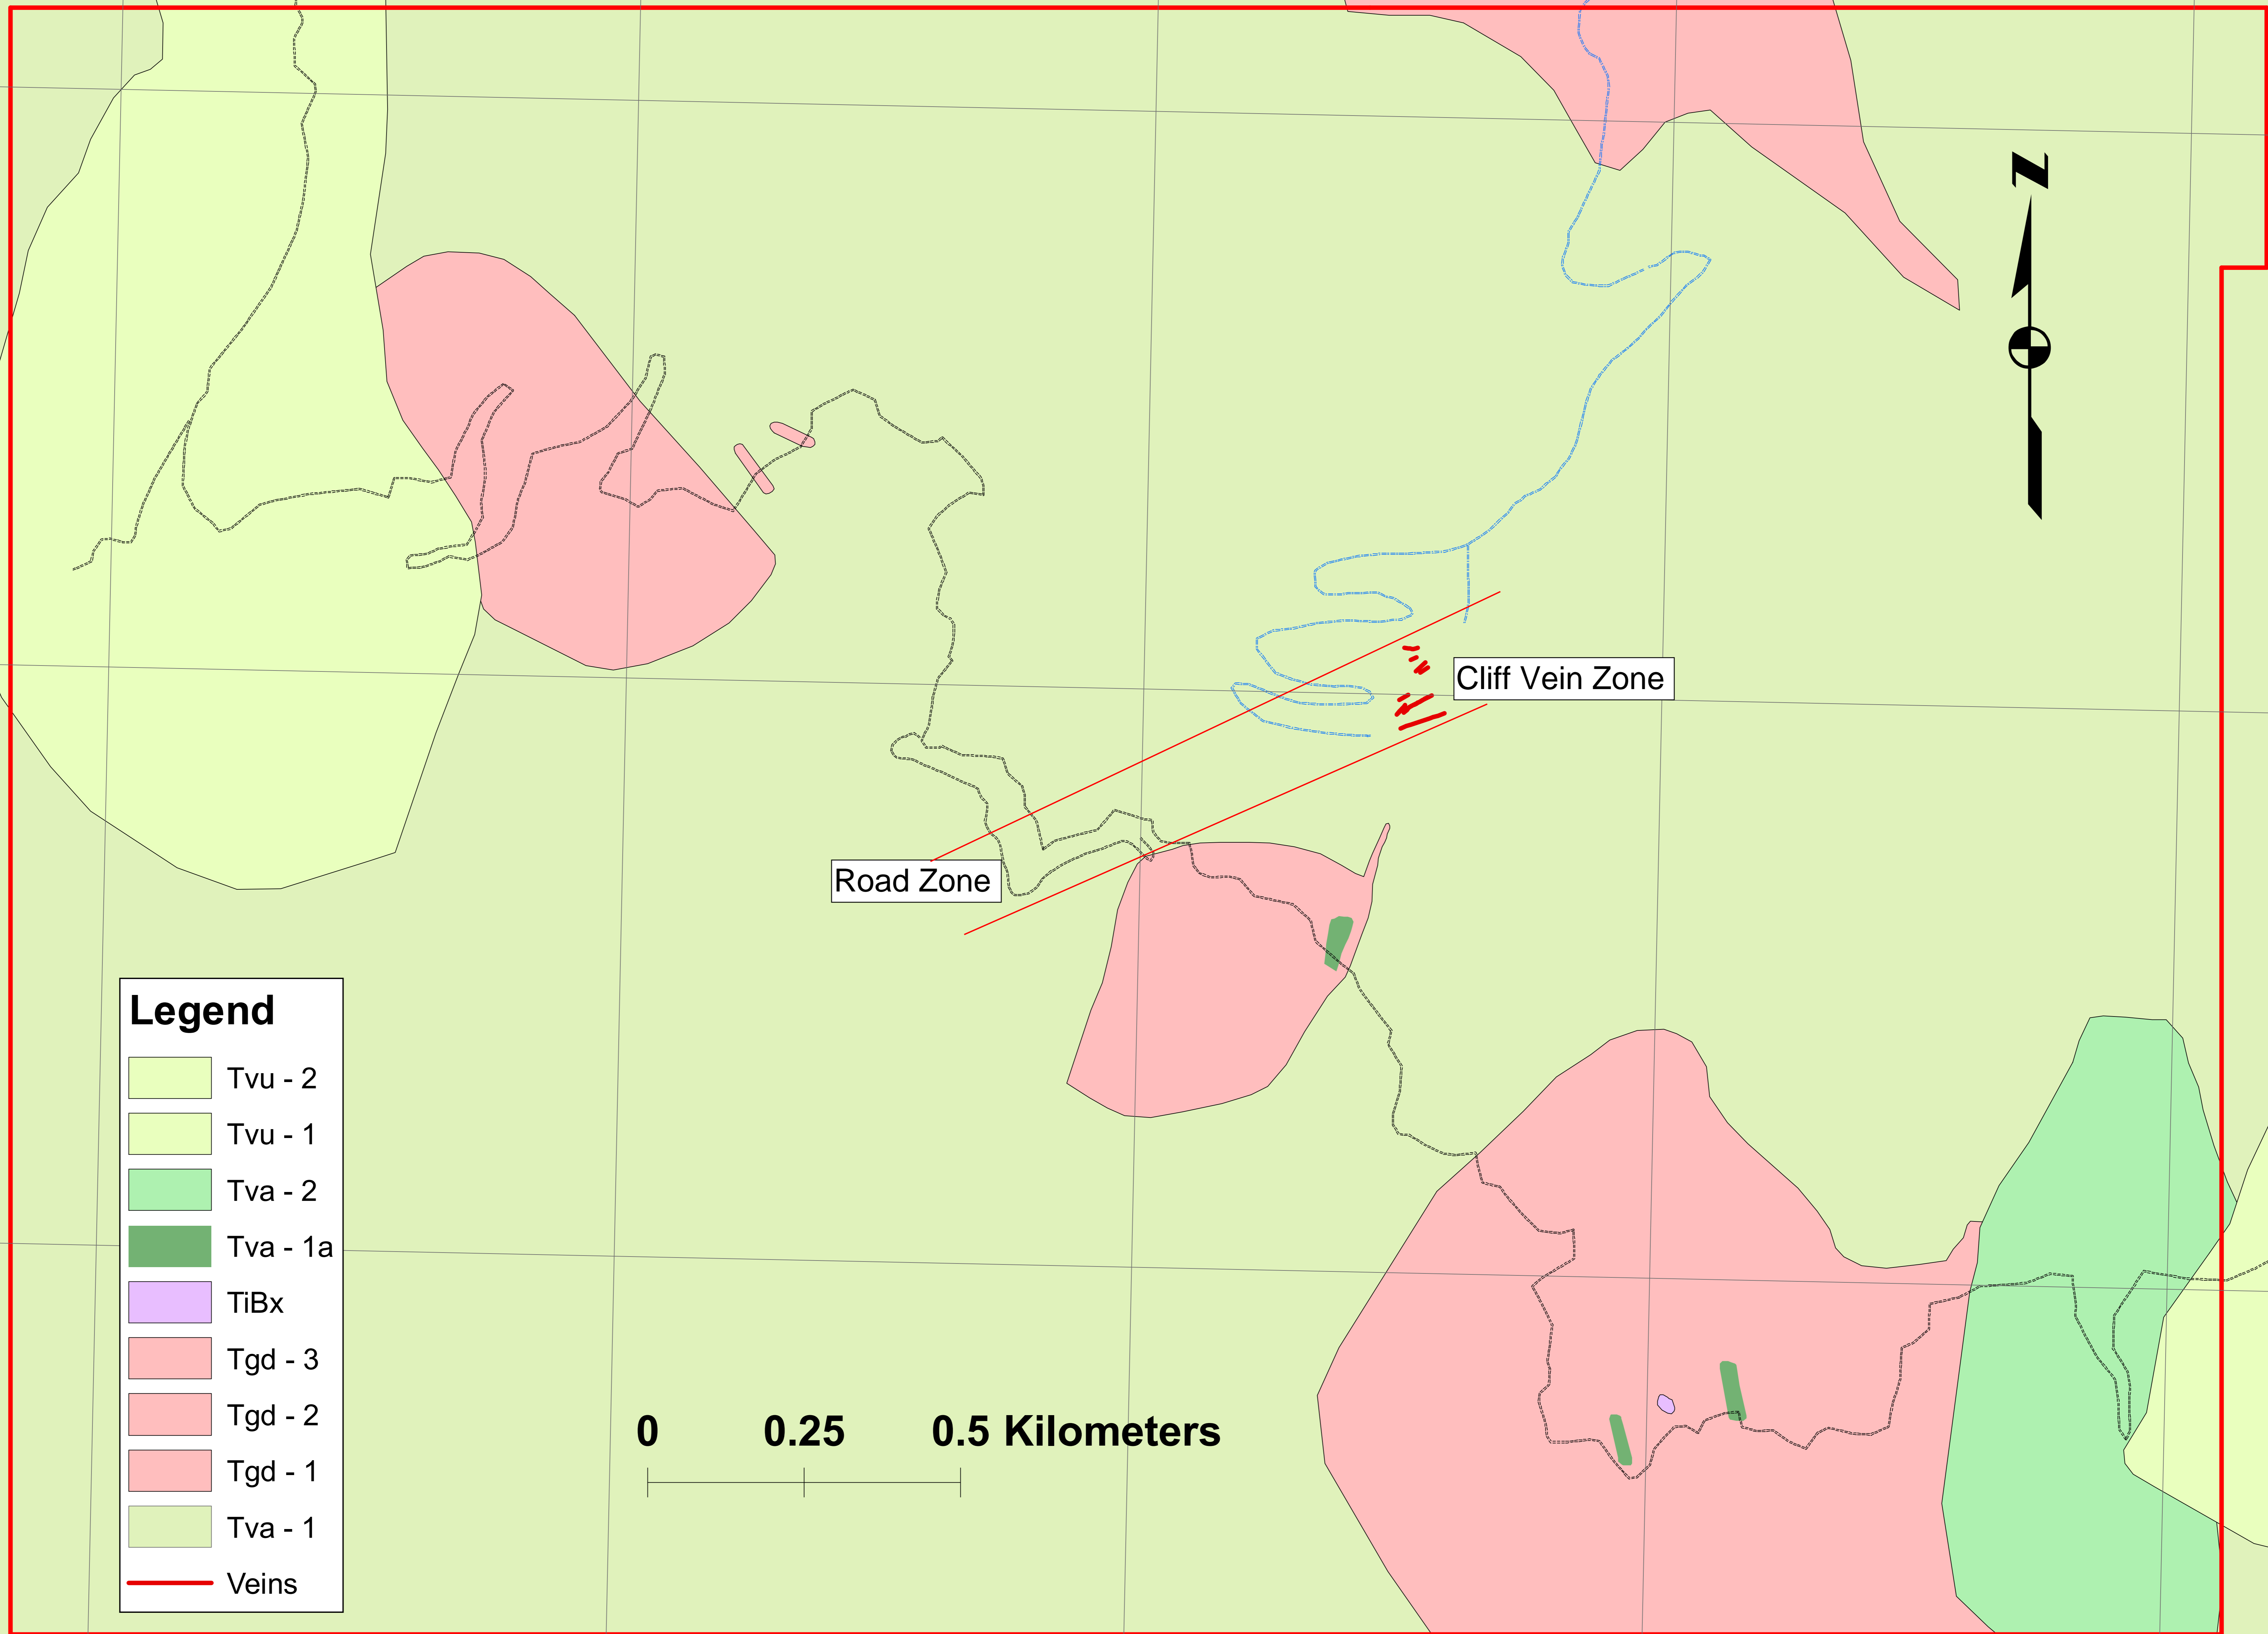 N
Cliff Vein Zone
Road Zone
Legend
Tvu - 2
Tvu - 1
Tva - 2
Tva - 1a
TiBx
Tgd - 3
Tgd - 2
Tgd - 1
Tva - 1
Veins
0 0.25 0.5 Kilometers